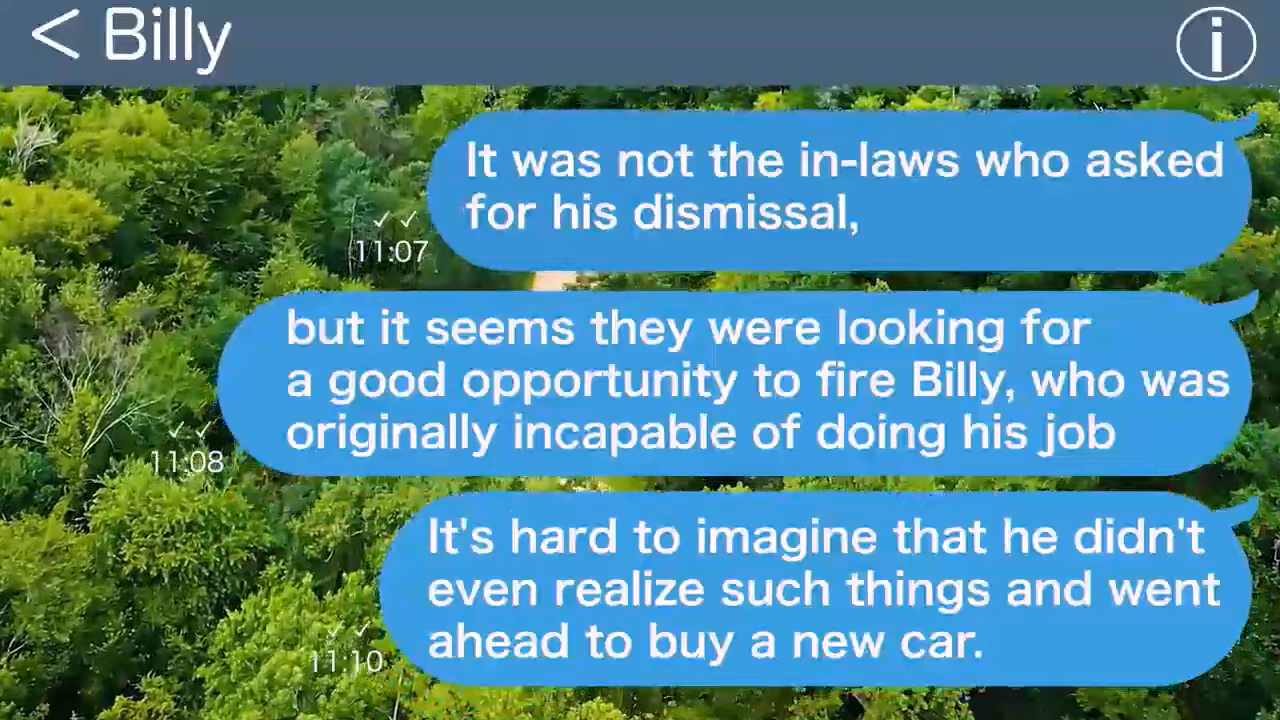 < Billy
i
It was not the in-laws who asked
for his dismissal,
✓✓
11:07
but it seems they were looking for
a good opportunity to fire Billy, who was
originally incapable of doing his job
✓✓
11:08
It's hard to imagine that he didn't
even realize such things and went
ahead to buy a new car.
✓✓
11:10